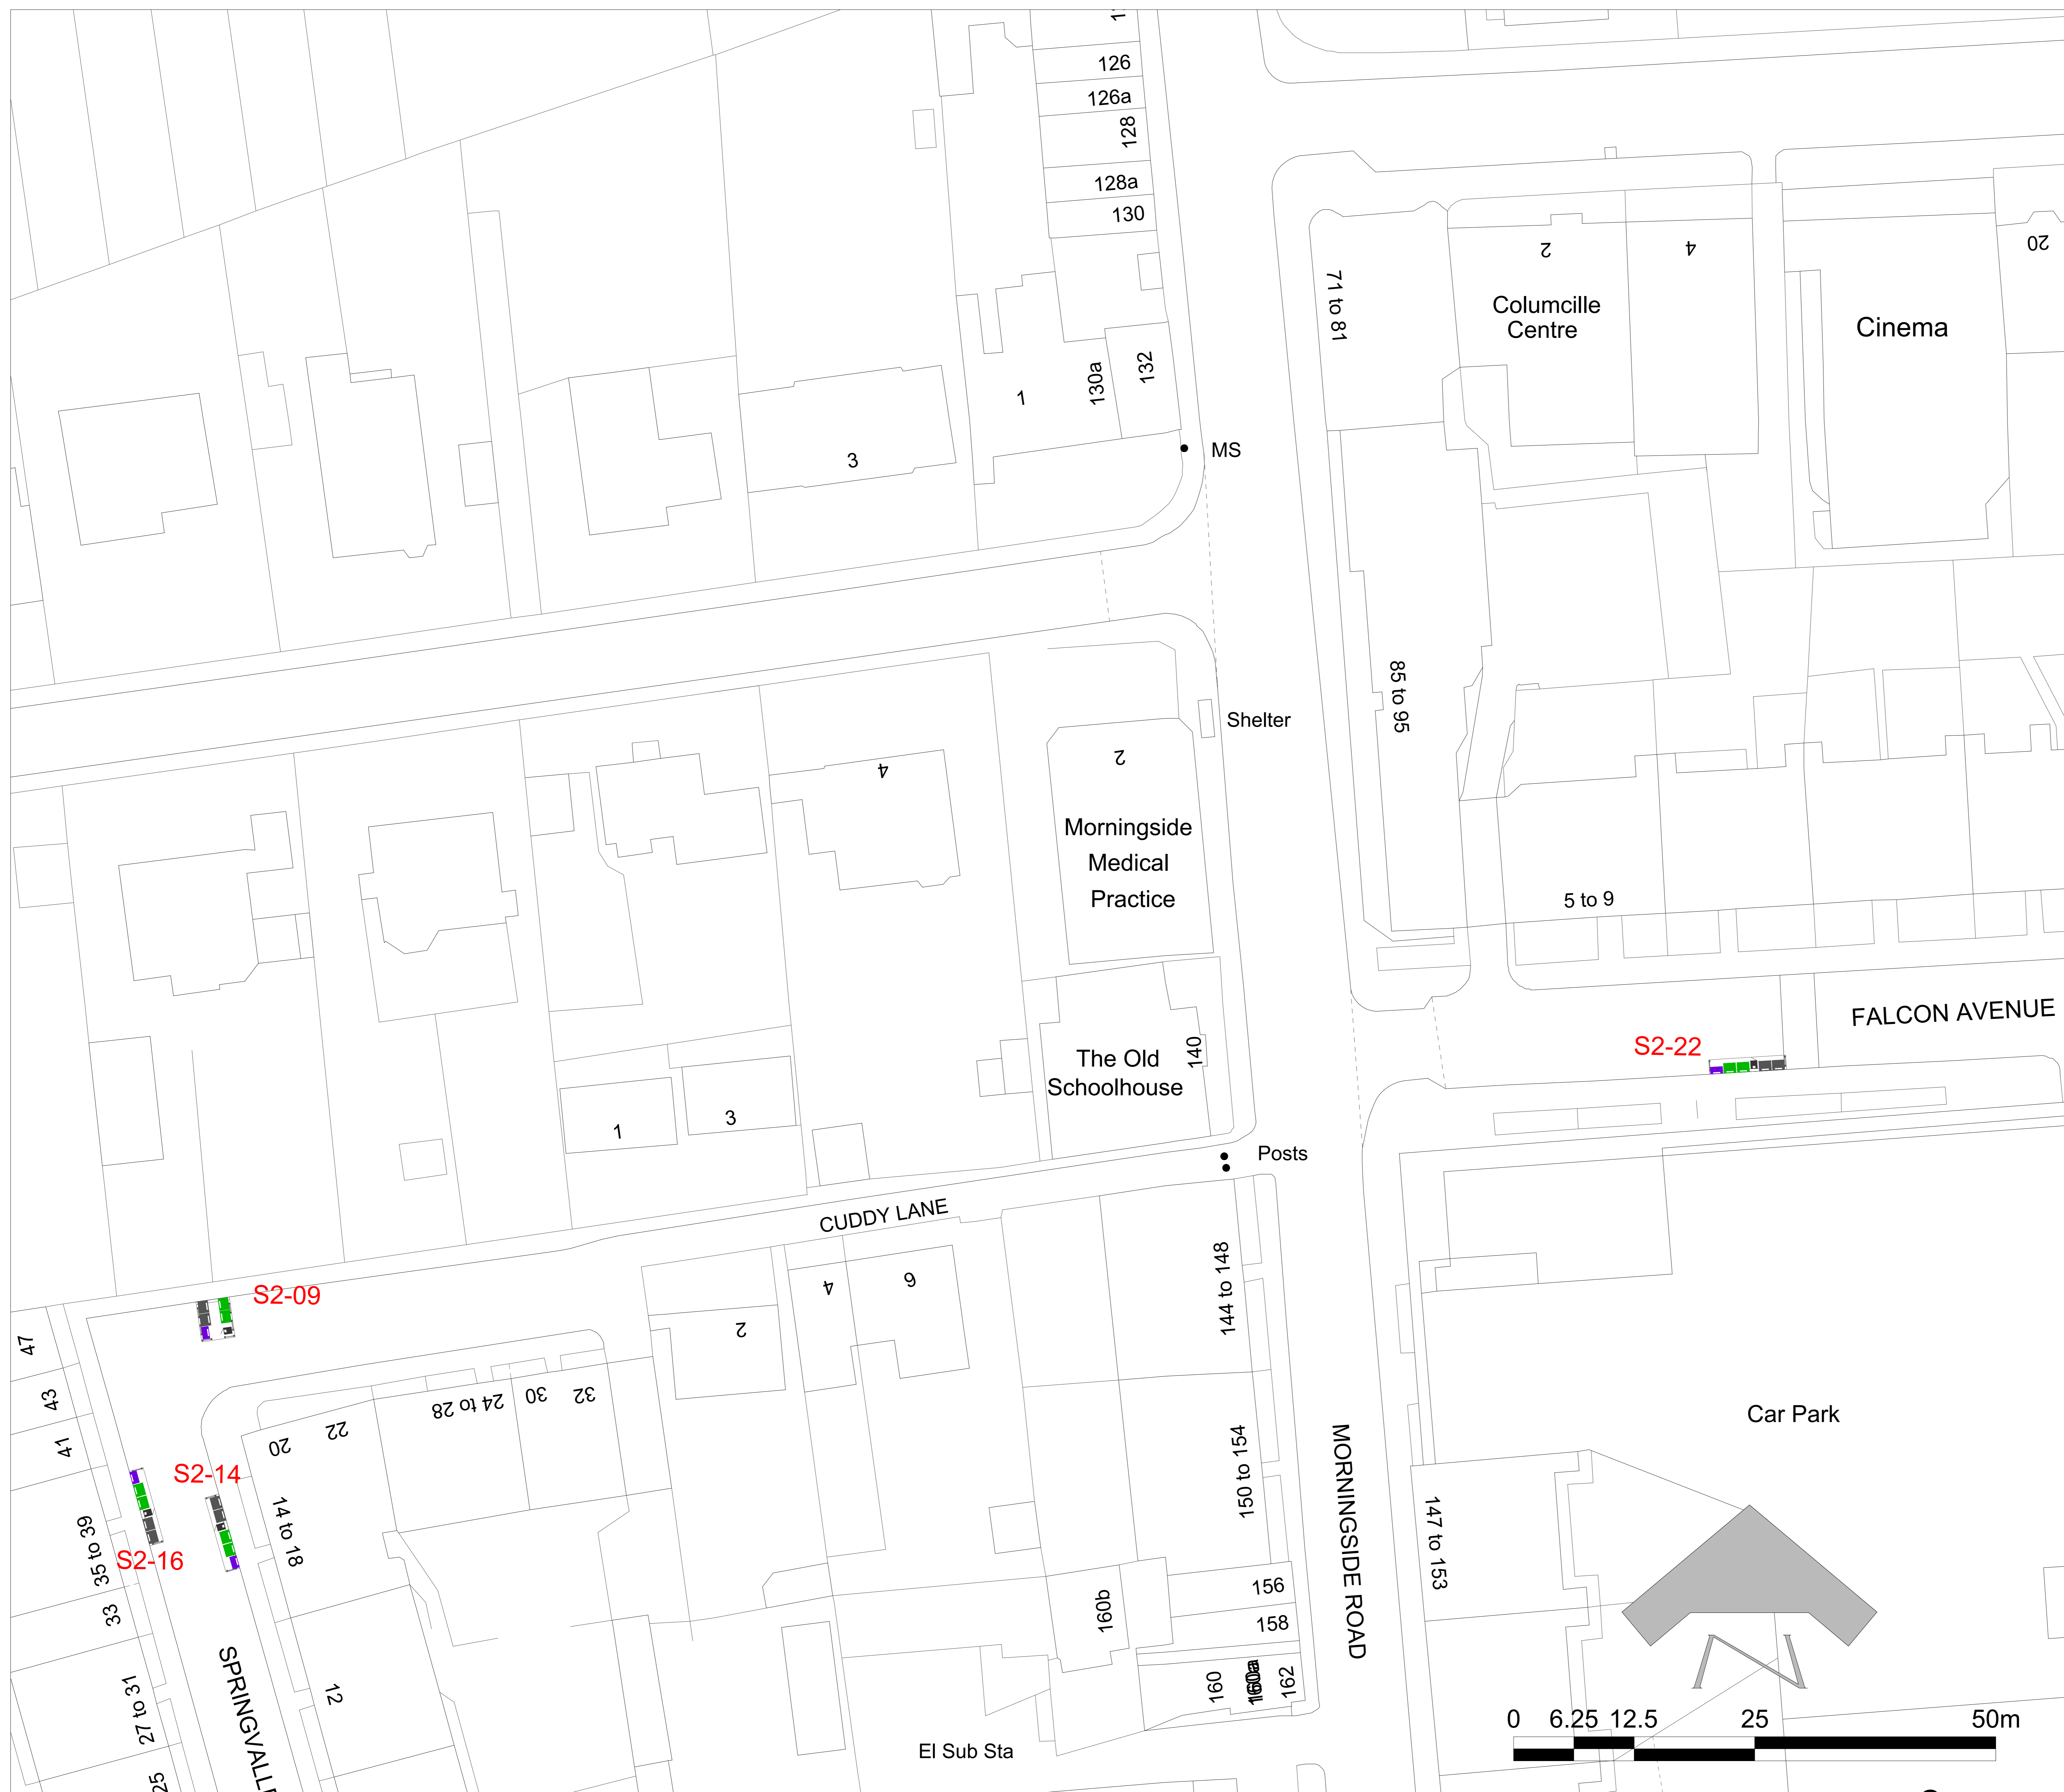 126
126a
128
128a
130
2
4
20
71 to 81
Columcille
Centre
Cinema
132
130a
1
3
MS
85 to 95
Shelter
2
4
Morningside
Medical
Practice
5 to 9
FALCON AVENUE
S2-22
The Old
Schoolhouse
140
1
3
Posts
CUDDY LANE
S2-09
4
6
2
144 to 148
47
43
41
20
22
24 to 28
30
32
Car Park
S2-14
S2-16
14 to 18
35 to 39
33
150 to 154
MORNINGSIDE ROAD
147 to 153
156
158
160b
160
160a
162
27 to 31
12
25
SPRINGVALLE
El Sub Sta
N
0 6.25 12.5 25 50m